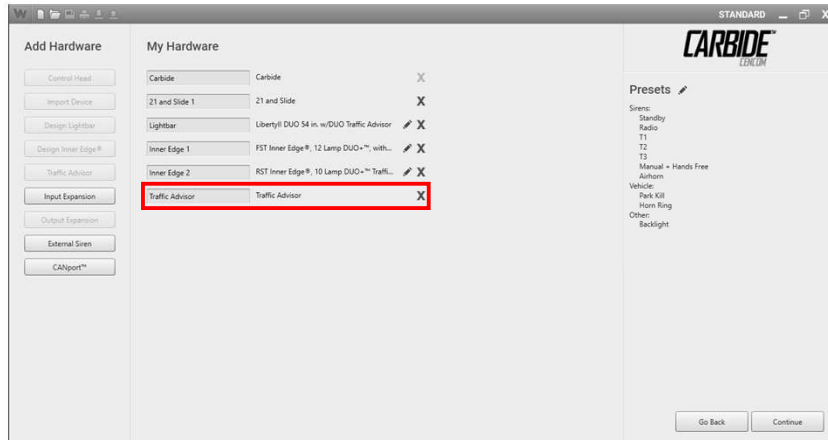 W STANDARD X
Add Hardware
Control Head
Import Device
Design Lightbar
Design Inner Edge®
Traffic Advisor
Input Expansion
Output Expansion
External Siren
CANport™
My Hardware
Carbide Carbide X
21 and Slide 1 21 and Slide X
Lightbar LibertyII DUO 54 in. w/DUO Traffic Advisor X
Inner Edge 1 FST Inner Edge®, 12 Lamp DUO+™, with... X
Inner Edge 2 RST Inner Edge®, 10 Lamp DUO+™ Traffi... X
Traffic Advisor Traffic Advisor X
CARBIDE™
CENCOM
Presets
Sirens:
Standby
Radio
T1
T2
T3
Manual + Hands Free
Airhorn
Vehicle:
Park Kill
Horn Ring
Other:
Backlight
Go Back Continue